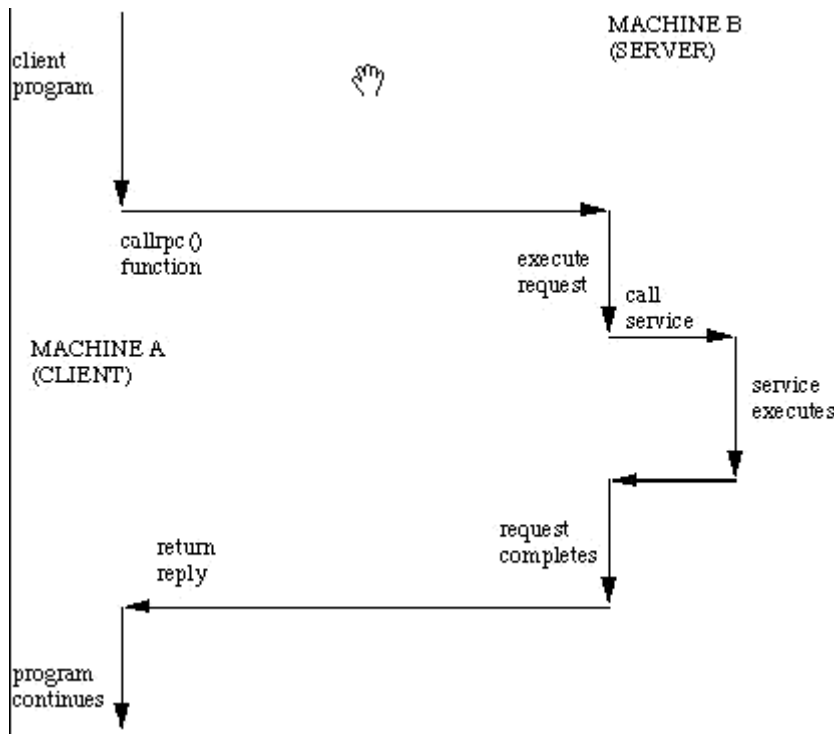 MACHINE B
(SERVER)
client
program
callrpc()
function
execute
request
call
service
MACHINE A
(CLIENT)
service
executes
request
completes
return
reply
program
continues